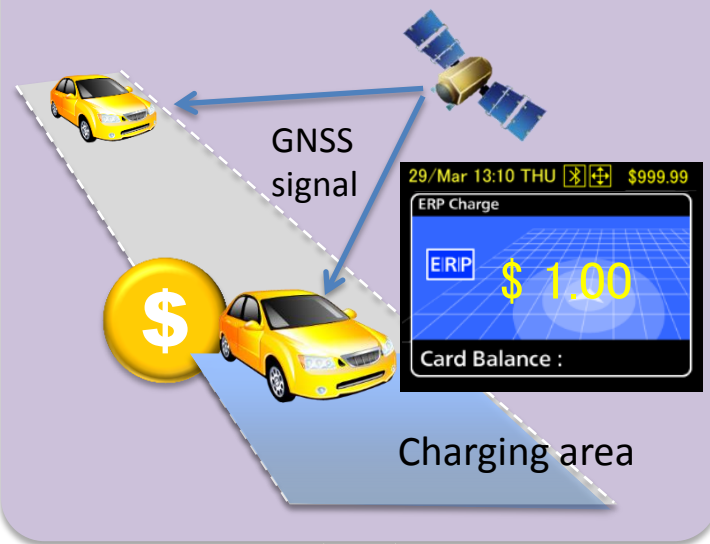 GNSS
signal
29/Mar 13:10 THU $999.99
ERP Charge
ERP
$ 1.00
Card Balance :
$
Charging area